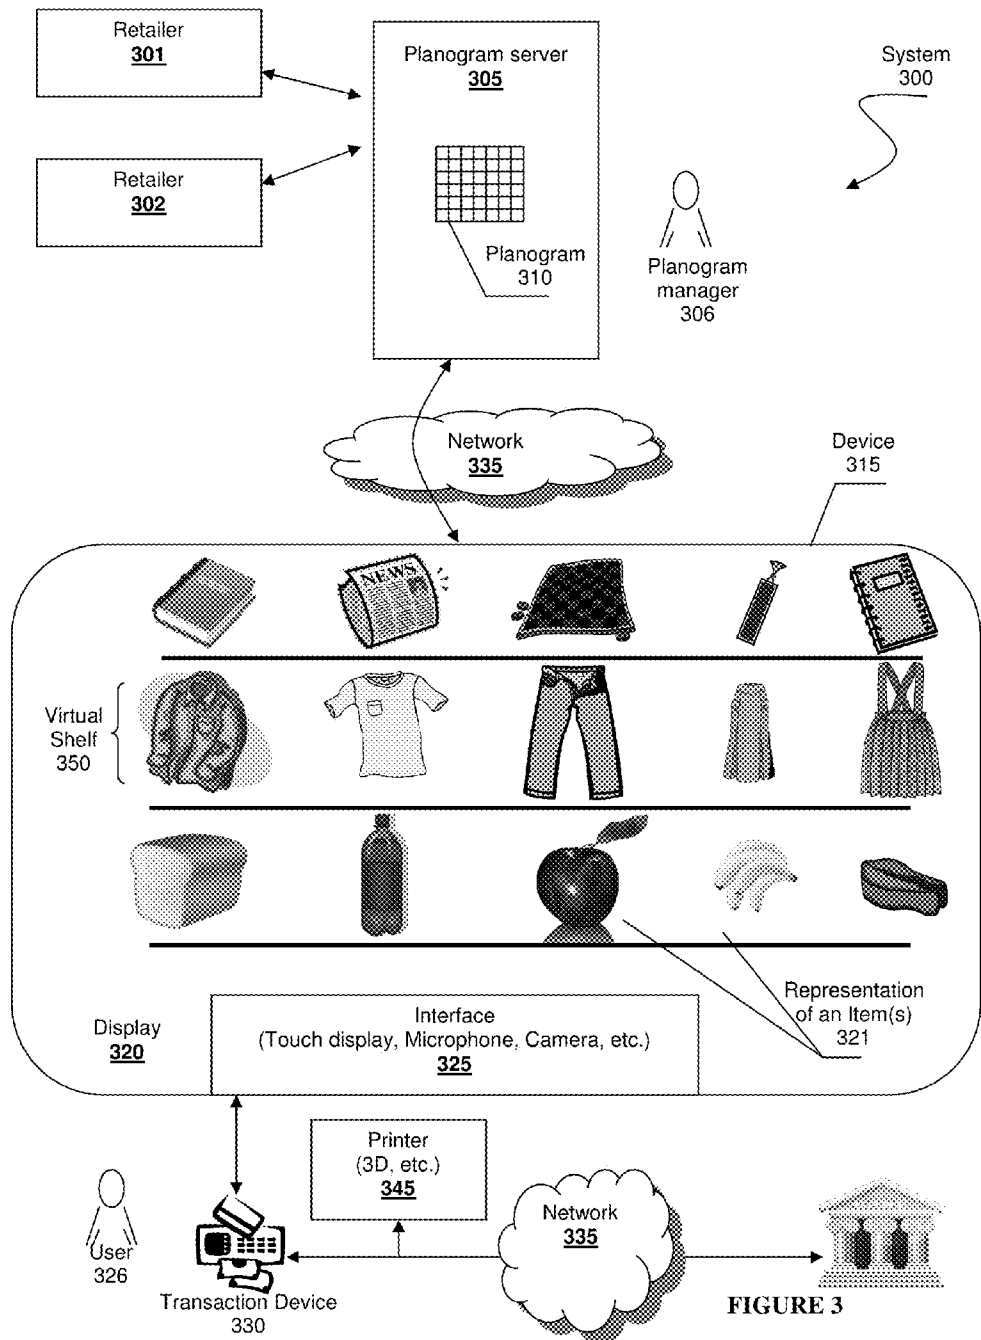 Retailer
301
Planogram server
305
System
300
Retailer
302
Planogram
310
Planogram
manager
306
Network
335
Device
315
NEWS
Virtual
Shelf
350
Representation
of an Item(s)
321
Display
320
Interface
(Touch display, Microphone, Camera, etc.)
325
Printer
(3D, etc.)
345
User
326
Network
335
Transaction Device
330
FIGURE 3